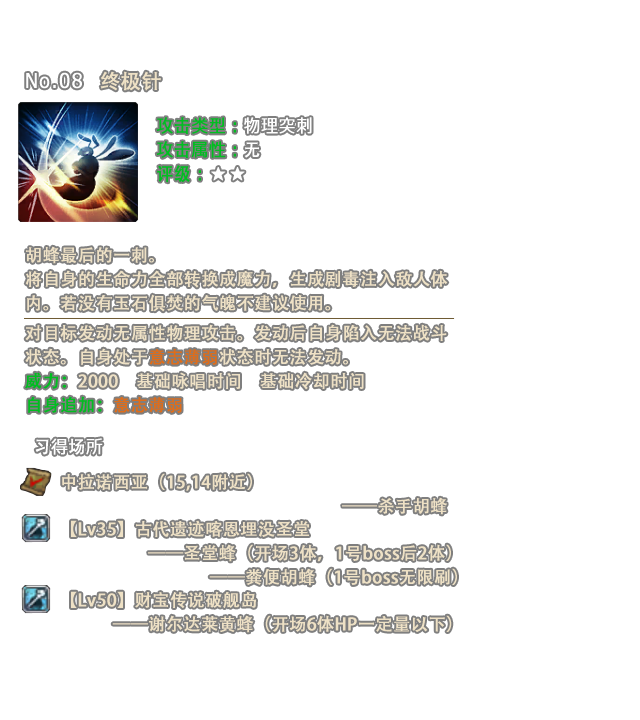 No.08 终极针
攻击类型：物理突刺
攻击属性：无
评级：★★
胡蜂最后的一刺。
将自身的生命力全部转换成魔力，生成剧毒注入敌人体
内。若没有玉石俱焚的气魄不建议使用。
对目标发动无属性物理攻击。发动后自身陷入无法战斗
状态。自身处于意志薄弱状态时无法发动。
威力：2000 基础咏唱时间 基础冷却时间
自身追加：意志薄弱
习得场所
中拉诺西亚（15,14附近）
——杀手胡蜂
【Lv35】古代遗迹喀恩埋没圣堂
——圣堂蜂（开场3体，1号boss后2体）
——粪便胡蜂（1号boss无限刷）
【Lv50】财宝传说破舰岛
——谢尔达莱黄蜂（开场6体HP一定量以下）